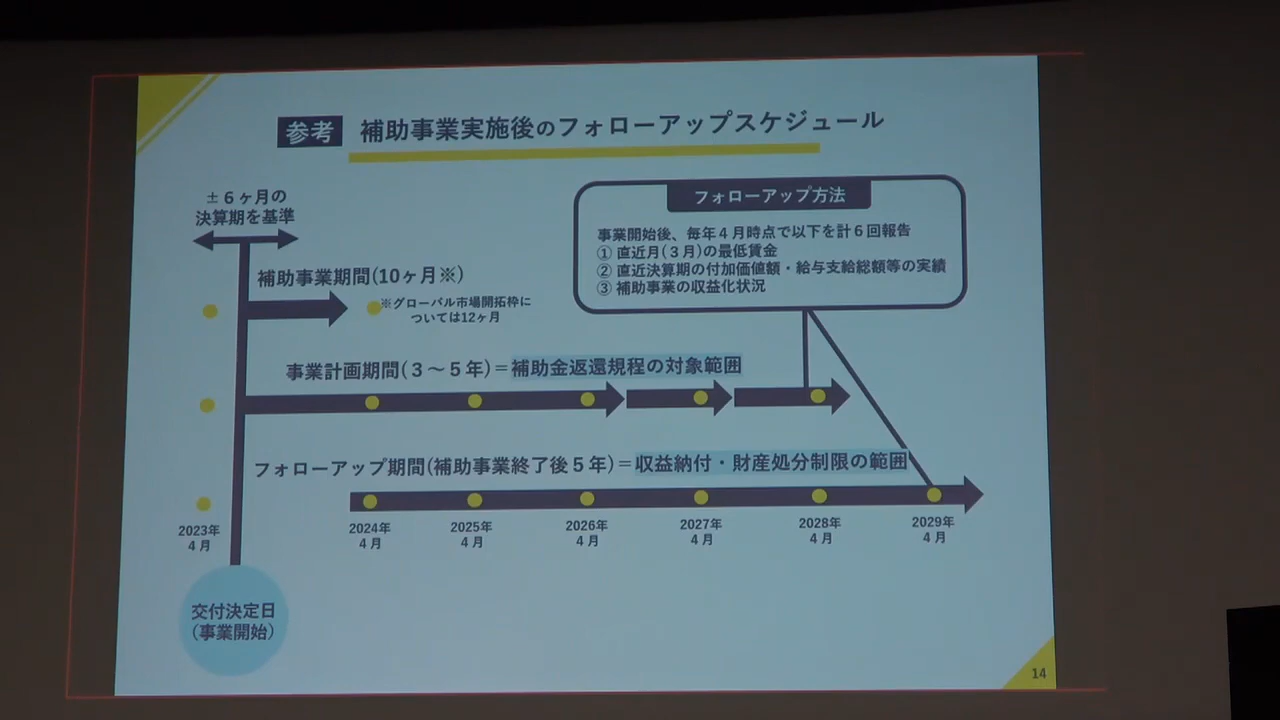 参考 補助事業実施後のフォローアップスケジュール
±６ヶ月の
決算期を基準
フォローアップ方法
事業開始後、毎年４月時点で以下を計６回報告
① 直近月(３月)の最低賃金
② 直近決算期の付加価値額・給与支給総額等の実績
③ 補助事業の収益化状況
補助事業期間(10ヶ月※)
※グローバル市場開拓枠に
ついては12ヶ月
事業計画期間(３～５年)＝補助金返還規程の対象範囲
フォローアップ期間(補助事業終了後５年)＝収益納付・財産処分制限の範囲
2023年
４月
2024年
４月
2025年
４月
2026年
４月
2027年
４月
2028年
４月
2029年
４月
交付決定日
(事業開始)
14